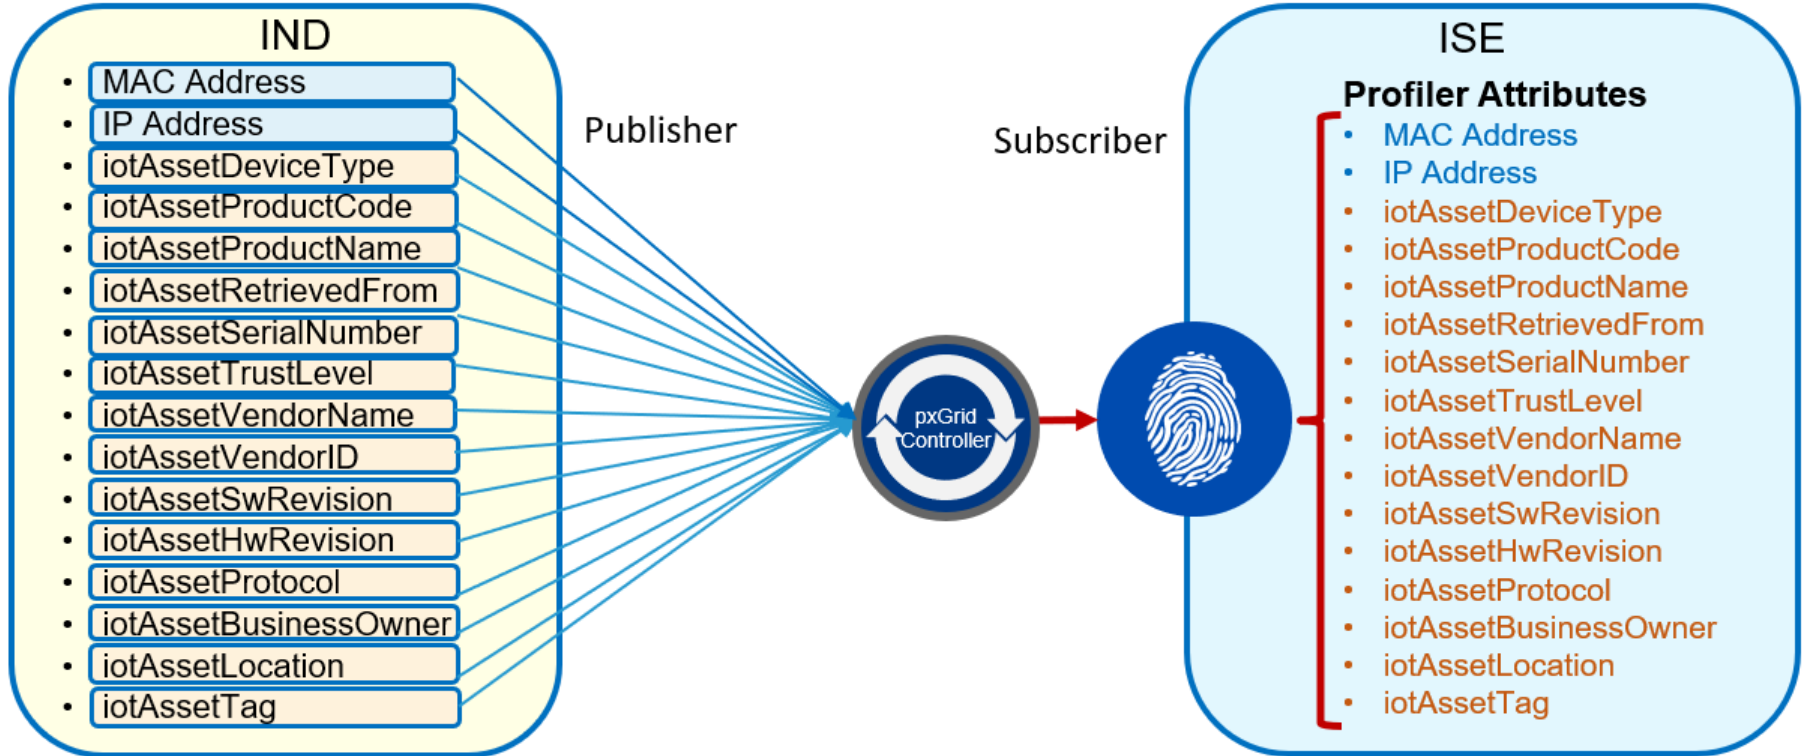 IND
• MAC Address
• IP Address
• iotAssetDeviceType
• iotAssetProductCode
• iotAssetProductName
• iotAssetRetrievedFrom
• iotAssetSerialNumber
• iotAssetTrustLevel
• iotAssetVendorName
• iotAssetVendorID
• iotAssetSwRevision
• iotAssetHwRevision
• iotAssetProtocol
• iotAssetBusinessOwner
• iotAssetLocation
• iotAssetTag
Publisher
pxGrid
Controller
Subscriber
ISE
Profiler Attributes
• MAC Address
• IP Address
• iotAssetDeviceType
• iotAssetProductCode
• iotAssetProductName
• iotAssetRetrievedFrom
• iotAssetSerialNumber
• iotAssetTrustLevel
• iotAssetVendorName
• iotAssetVendorID
• iotAssetSwRevision
• iotAssetHwRevision
• iotAssetProtocol
• iotAssetBusinessOwner
• iotAssetLocation
• iotAssetTag